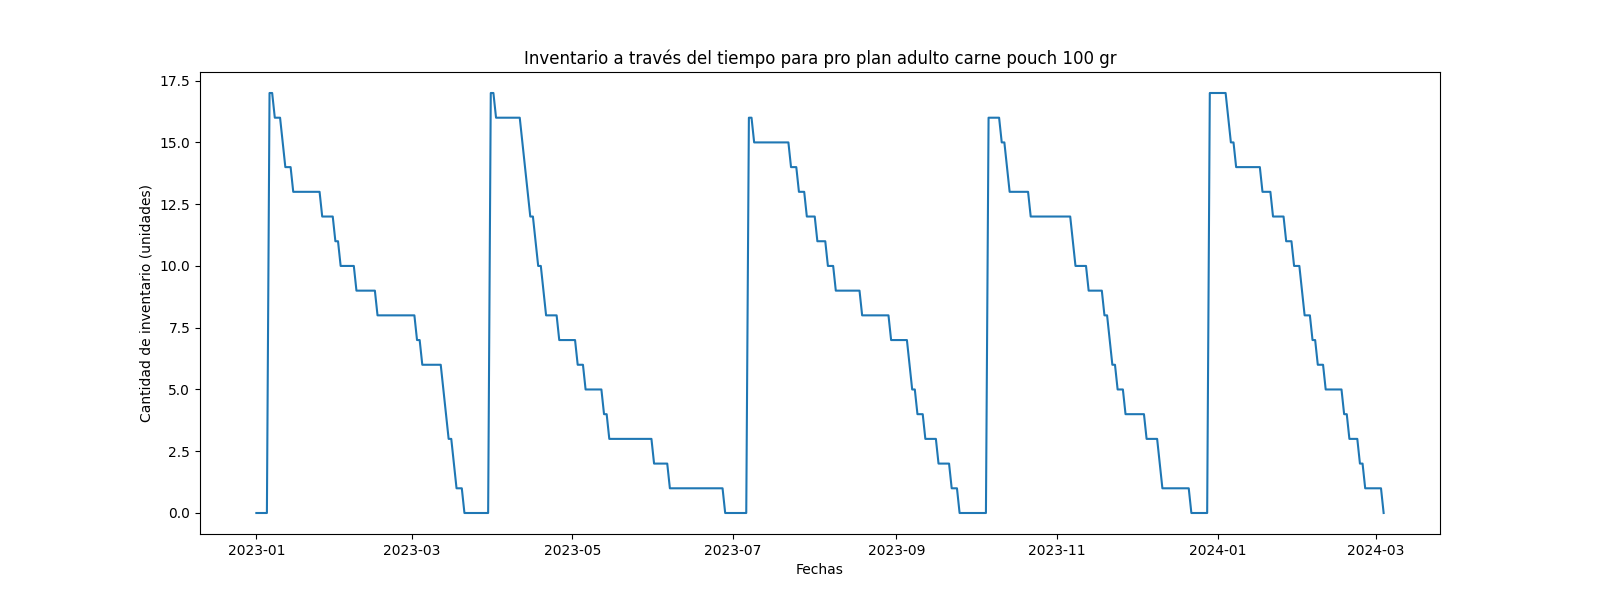 Inventario a través del tiempo para pro plan adulto carne pouch 100 gr
17.5
15.0
12.5
10.0
7.5
5.0
2.5
0.0
Cantidad de inventario (unidades)
2023-01 2023-03 2023-05 2023-07 2023-09 2023-11 2024-01 2024-03
Fechas